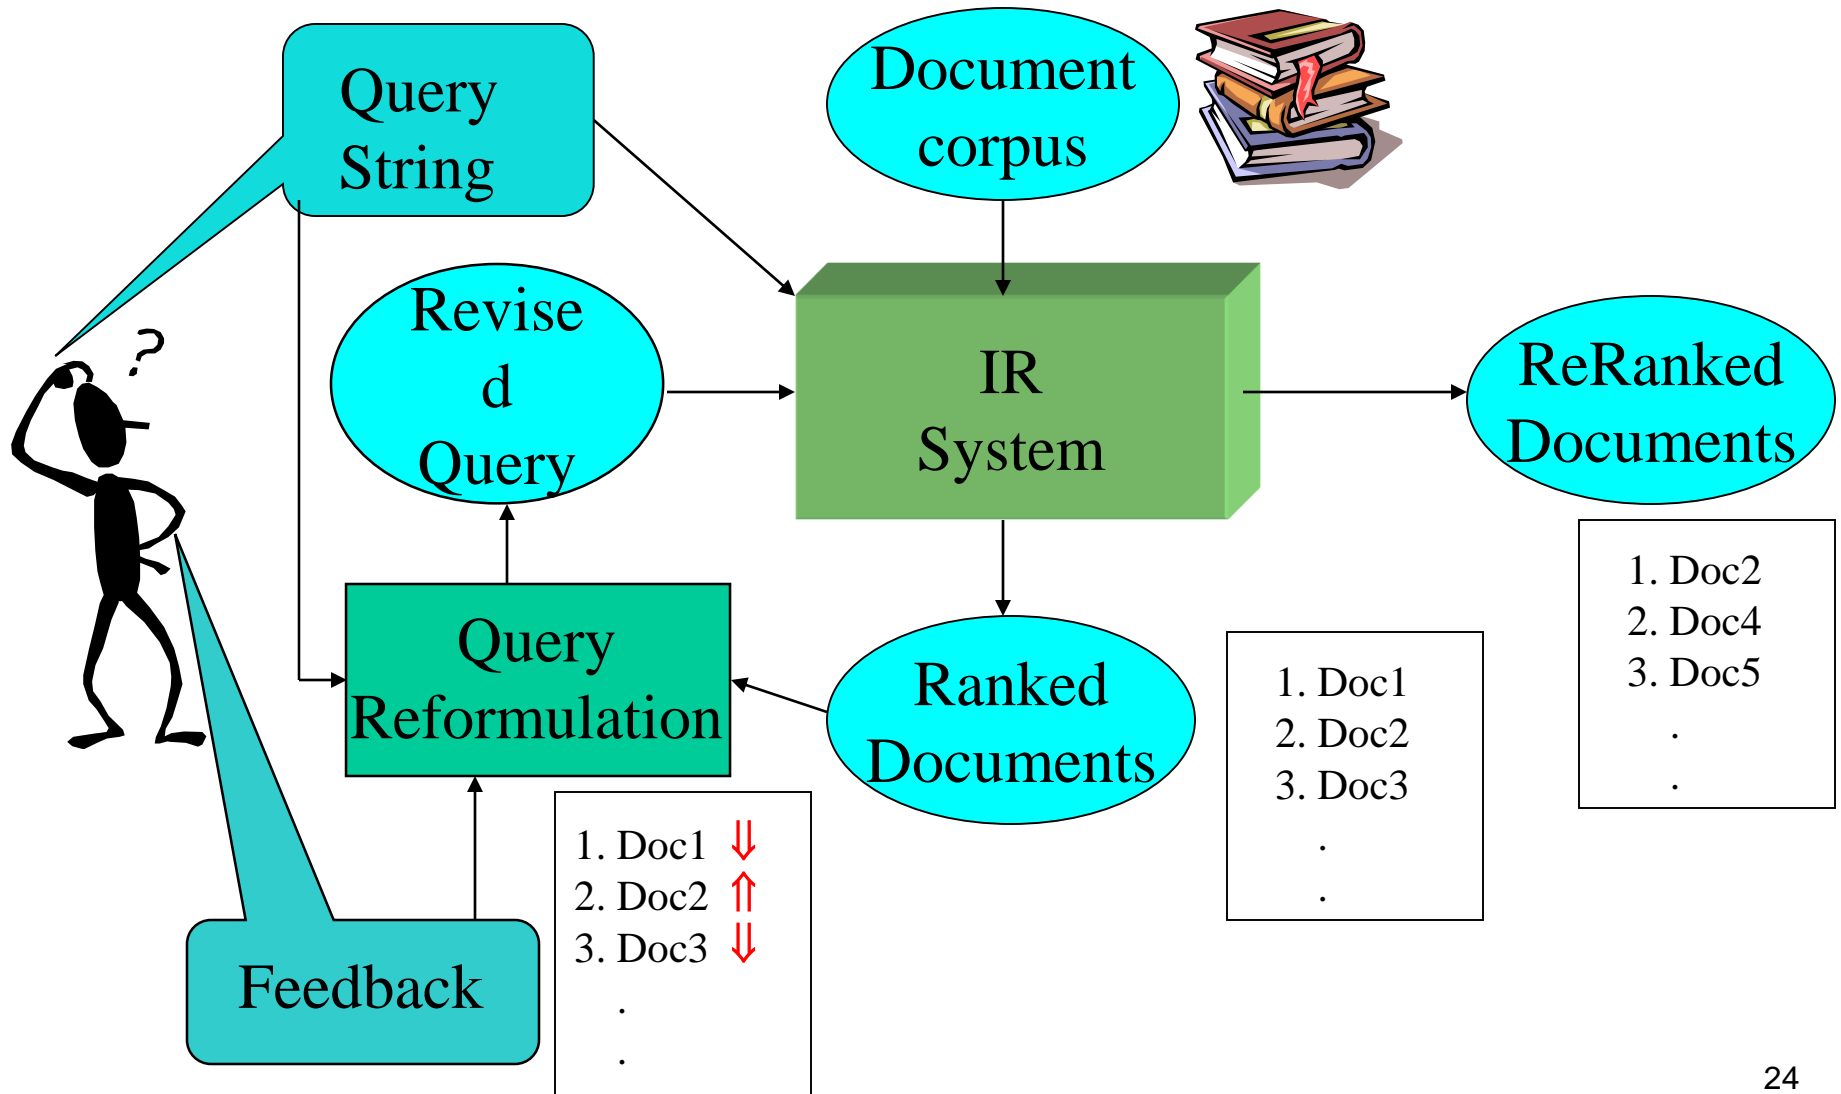 Query
String
Document
corpus
?
Revise
d
Query
IR
System
ReRanked
Documents
Query
Reformulation
Ranked
Documents
1. Doc2
2. Doc4
3. Doc5
.
.
1. Doc1
2. Doc2
3. Doc3
.
.
1. Doc1 ⇓
2. Doc2 ⇑
3. Doc3 ⇓
.
.
Feedback
24